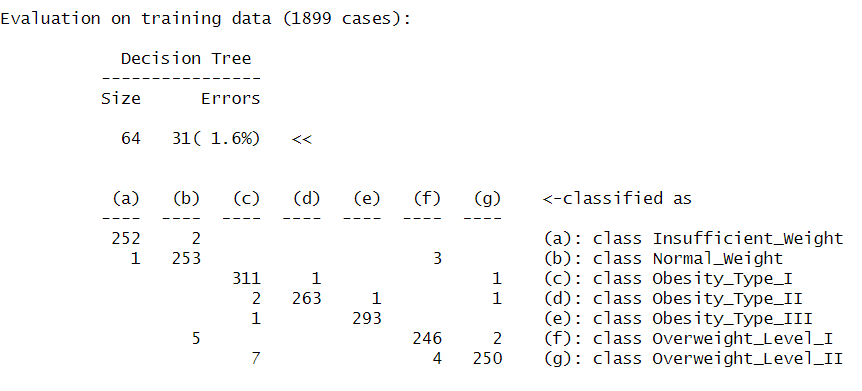 Evaluation on training data (1899 cases):
Decision Tree
----------------
Size Errors
64 31( 1.6%) <<
(a) (b) (c) (d) (e) (f) (g) <-classified as
---- ---- ---- ---- ---- ---- ----
252 2 (a): class Insufficient_Weight
1 253 3 (b): class Normal_Weight
311 1 1 (c): class Obesity_Type_I
2 263 1 1 (d): class Obesity_Type_II
1 293 (e): class Obesity_Type_III
5 246 2 (f): class Overweight_Level_I
7 4 250 (g): class Overweight_Level_II